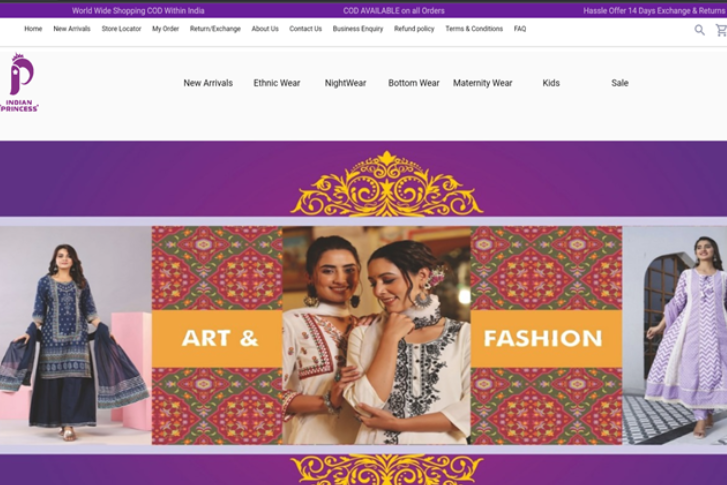 World Wide Shopping COD Within India COD AVAILABLE on all Orders Hassle Offer 14 Days Exchange & Returns
Home New Arrivals Store Locator My Order Return/Exchange About Us Contact Us Business Enquiry Refund policy Terms & Conditions FAQ
INDIAN
PRINCESS
New Arrivals Ethnic Wear NightWear Bottom Wear Maternity Wear Kids Sale
ART & FASHION